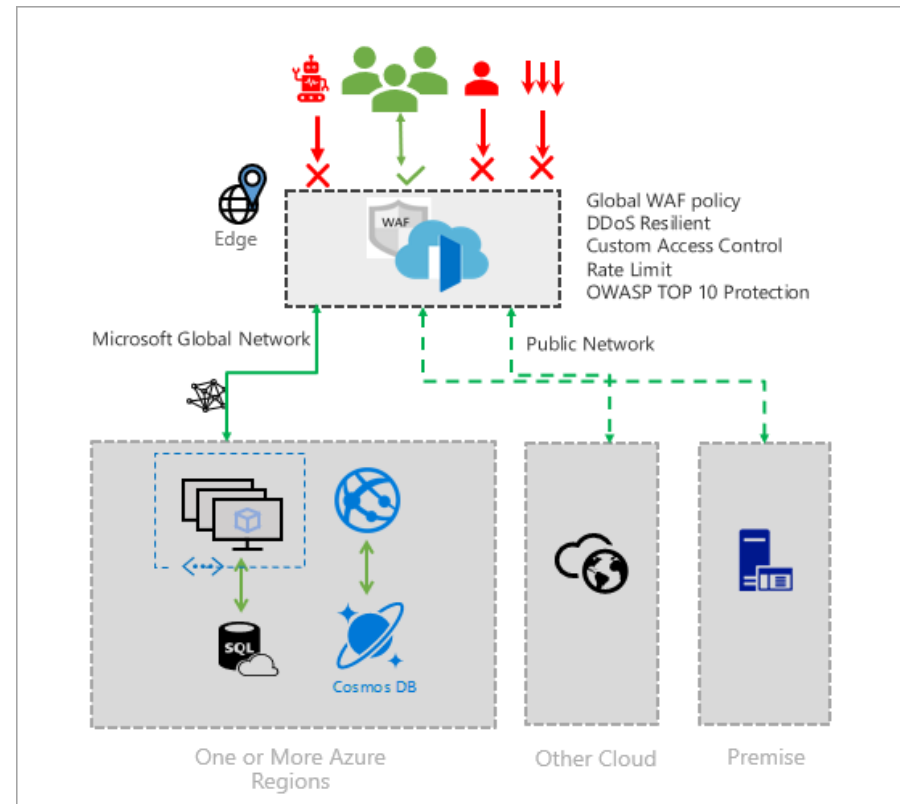 WAF
Edge
Global WAF policy
DDoS Resilient
Custom Access Control
Rate Limit
OWASP TOP 10 Protection
Microsoft Global Network
Public Network
SQL
Cosmos DB
One or More Azure
Regions
Other Cloud
Premise